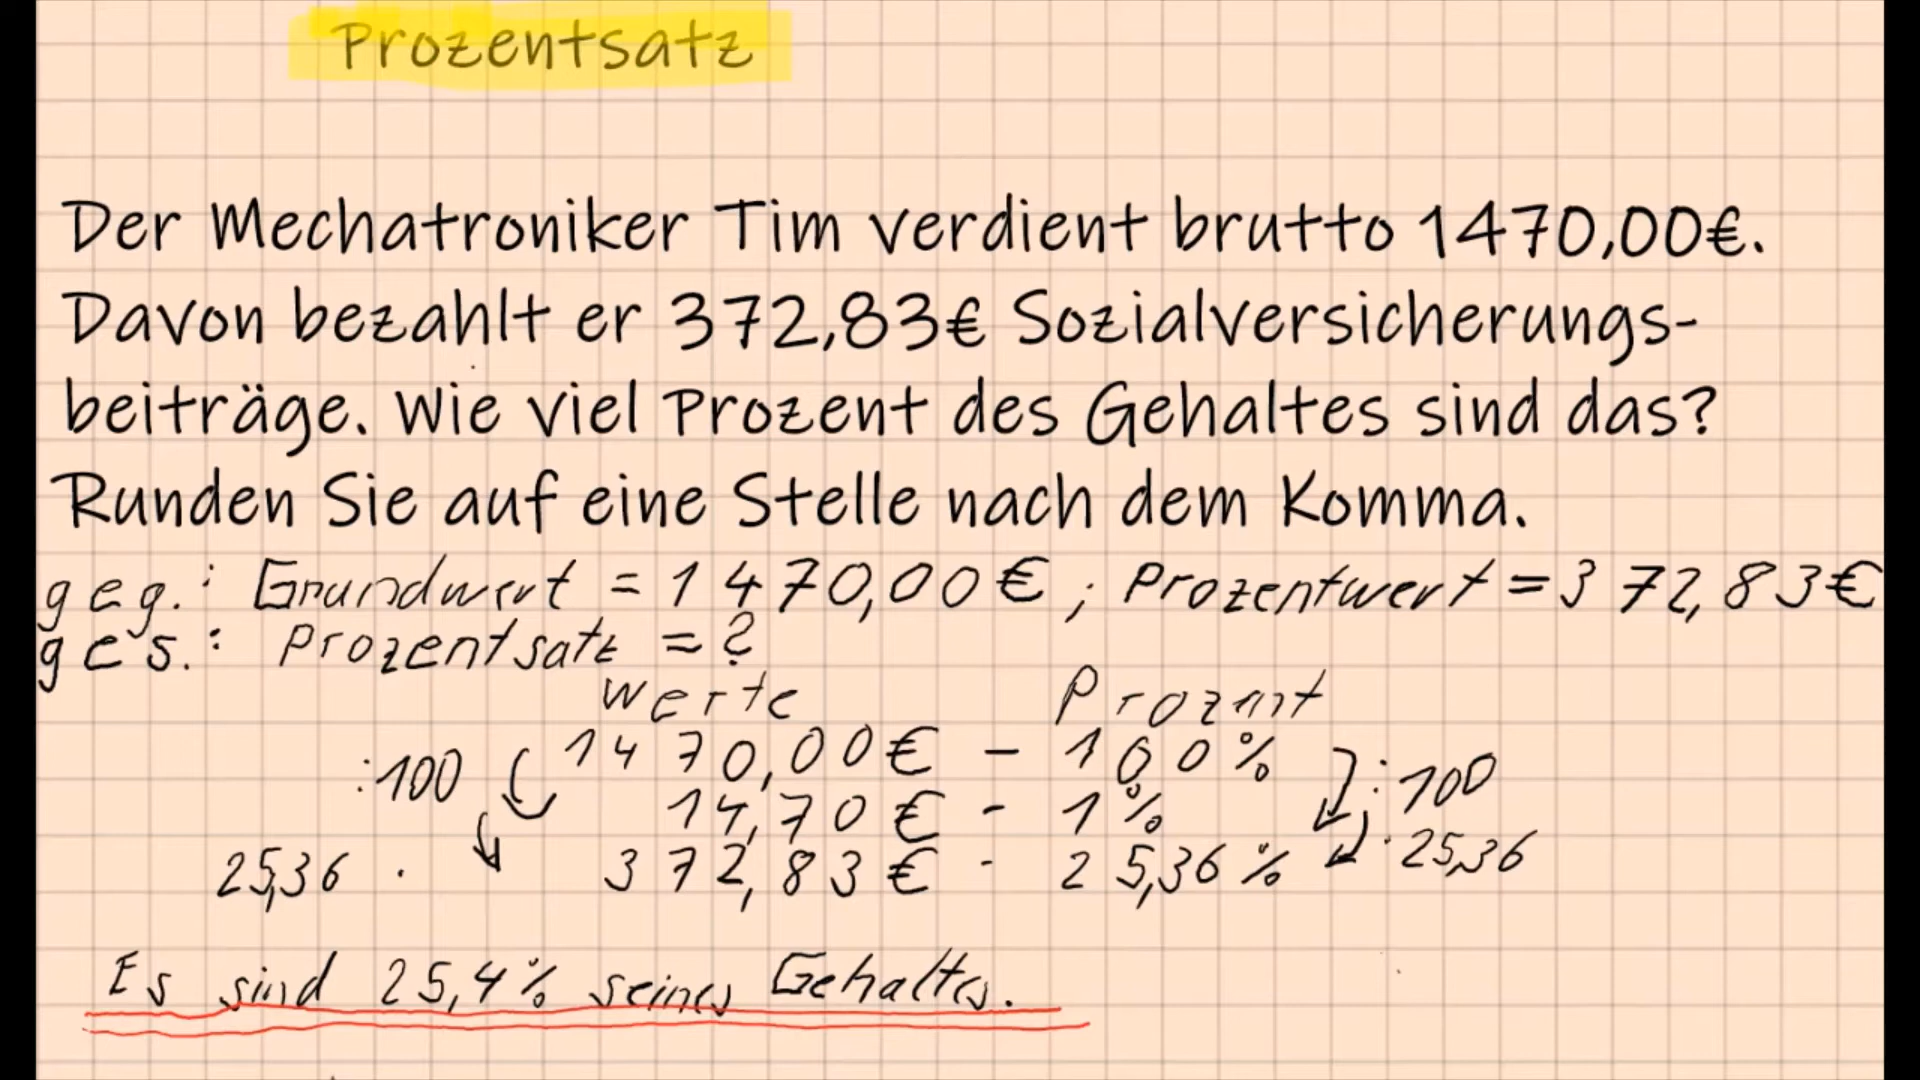 Prozentsatz
Der Mechatroniker Tim verdient brutto 1470,00€.
Davon bezahlt er 372,83€ Sozialversicherungs-
beiträge. Wie viel Prozent des Gehaltes sind das?
Runden Sie auf eine Stelle nach dem Komma.
geg.: Grundwert = 1470,00€ ; Prozentwert = 372,83€
ges.: Prozentsatz = ?
Werte Prozent
:100 1470,00€ - 100% :100
14,70€ - 1%
25,36 · 372,83€ - 25,36% · 25,36
Es sind 25,4% seines Gehaltes.